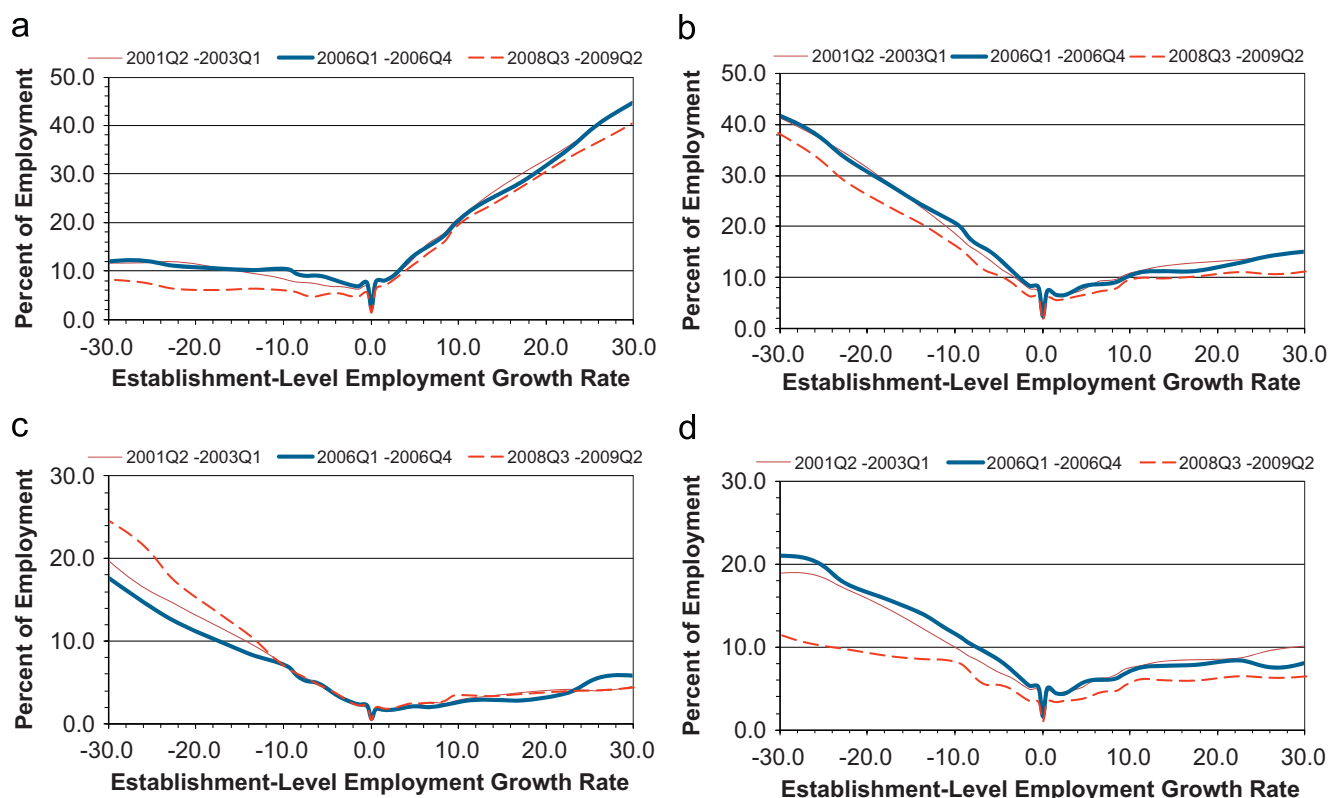 a
2001Q2 -2003Q1 2006Q1 -2006Q4 2008Q3 -2009Q2
50.0
40.0
30.0
20.0
10.0
0.0
Percent of Employment
-30.0 -20.0 -10.0 0.0 10.0 20.0 30.0
Establishment-Level Employment Growth Rate
b
2001Q2 -2003Q1 2006Q1 -2006Q4 2008Q3 -2009Q2
50.0
40.0
30.0
20.0
10.0
0.0
Percent of Employment
-30.0 -20.0 -10.0 0.0 10.0 20.0 30.0
Establishment-Level Employment Growth Rate
c
2001Q2 -2003Q1 2006Q1 -2006Q4 2008Q3 -2009Q2
30.0
20.0
10.0
0.0
Percent of Employment
-30.0 -20.0 -10.0 0.0 10.0 20.0 30.0
Establishment-Level Employment Growth Rate
d
2001Q2 -2003Q1 2006Q1 -2006Q4 2008Q3 -2009Q2
30.0
20.0
10.0
0.0
Percent of Employment
-30.0 -20.0 -10.0 0.0 10.0 20.0 30.0
Establishment-Level Employment Growth Rate